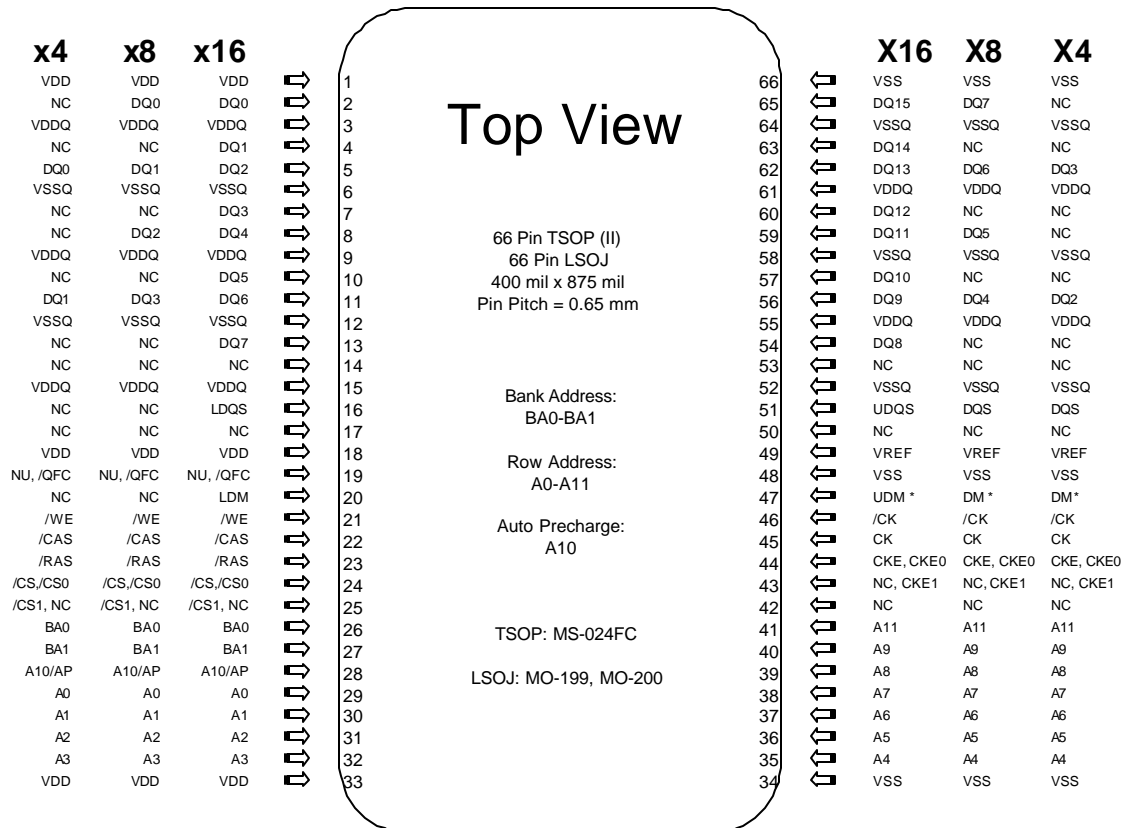 x4 x8 x16 X16 X8 X4
VDD VDD VDD 1 66 VSS VSS VSS
NC DQ0 DQ0 2 65 DQ15 DQ7 NC
VDDQ VDDQ VDDQ 3 64 VSSQ VSSQ VSSQ
Top View
NC NC DQ1 4 63 DQ14 NC NC
DQ0 DQ1 DQ2 5 62 DQ13 DQ6 DQ3
VSSQ VSSQ VSSQ 6 61 VDDQ VDDQ VDDQ
NC NC DQ3 7 60 DQ12 NC NC
NC DQ2 DQ4 8 66 Pin TSOP (II) 59 DQ11 DQ5 NC
VDDQ VDDQ VDDQ 9 66 Pin LSOJ 58 VSSQ VSSQ VSSQ
NC NC DQ5 10 400 mil x 875 mil 57 DQ10 NC NC
DQ1 DQ3 DQ6 11 Pin Pitch = 0.65 mm 56 DQ9 DQ4 DQ2
VSSQ VSSQ VSSQ 12 55 VDDQ VDDQ VDDQ
NC NC DQ7 13 54 DQ8 NC NC
NC NC NC 14 53 NC NC NC
VDDQ VDDQ VDDQ 15 52 VSSQ VSSQ VSSQ
Bank Address:
NC NC LDQS 16 BA0-BA1 51 UDQS DQS DQS
NC NC NC 17 50 NC NC NC
VDD VDD VDD 18 49 VREF VREF VREF
Row Address:
NU, /QFC NU, /QFC NU, /QFC 19 A0-A11 48 VSS VSS VSS
NC NC LDM 20 47 UDM * DM * DM*
/WE /WE /WE 21 Auto Precharge: 46 /CK /CK /CK
/CAS /CAS /CAS 22 A10 45 CK CK CK
/RAS /RAS /RAS 23 44 CKE, CKE0 CKE, CKE0 CKE, CKE0
/CS,/CS0 /CS,/CS0 /CS,/CS0 24 43 NC, CKE1 NC, CKE1 NC, CKE1
/CS1, NC /CS1, NC /CS1, NC 25 42 NC NC NC
BA0 BA0 BA0 26 TSOP: MS-024FC 41 A11 A11 A11
BA1 BA1 BA1 27 40 A9 A9 A9
A10/AP A10/AP A10/AP 28 LSOJ: MO-199, MO-200 39 A8 A8 A8
A0 A0 A0 29 38 A7 A7 A7
A1 A1 A1 30 37 A6 A6 A6
A2 A2 A2 31 36 A5 A5 A5
A3 A3 A3 32 35 A4 A4 A4
VDD VDD VDD 33 34 VSS VSS VSS